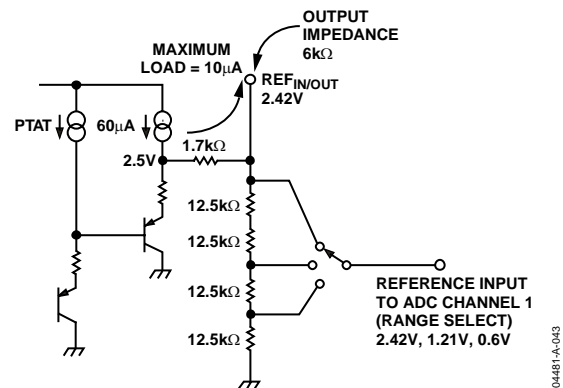 OUTPUT
IMPEDANCE
6kΩ
MAXIMUM
LOAD = 10μA
REFIN/OUT
2.42V
PTAT
60μA
2.5V
1.7kΩ
12.5kΩ
12.5kΩ
12.5kΩ
12.5kΩ
REFERENCE INPUT
TO ADC CHANNEL 1
(RANGE SELECT)
2.42V, 1.21V, 0.6V
04481-A-043